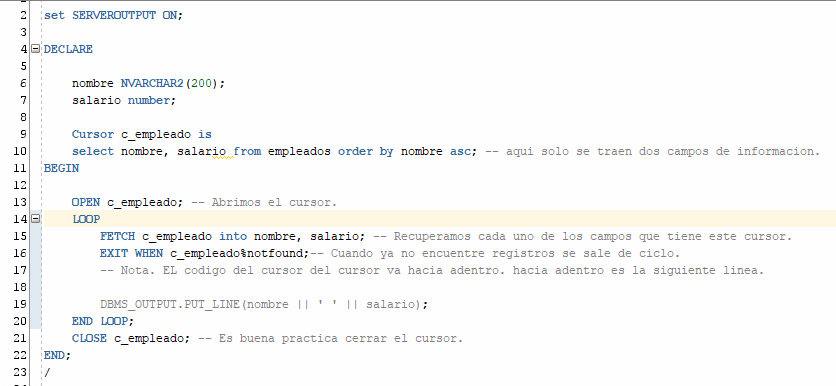 2 set SERVEROUTPUT ON;
3
4 DECLARE
5
6 nombre NVARCHAR2(200);
7 salario number;
8
9 Cursor c_empleado is
10 select nombre, salario from empleados order by nombre asc; -- aqui solo se traen dos campos de informacion.
11 BEGIN
12
13 OPEN c_empleado; -- Abrimos el cursor.
14 LOOP
15 FETCH c_empleado into nombre, salario; -- Recuperamos cada uno de los campos que tiene este cursor.
16 EXIT WHEN c_empleado%notfound;-- Cuando ya no encuentre registros se sale de ciclo.
17 -- Nota. EL codigo del cursor del cursor va hacia adentro. hacia adentro es la siguiente linea.
18
19 DBMS_OUTPUT.PUT_LINE(nombre || ' ' || salario);
20 END LOOP;
21 CLOSE c_empleado; -- Es buena practica cerrar el cursor.
22 END;
23 /